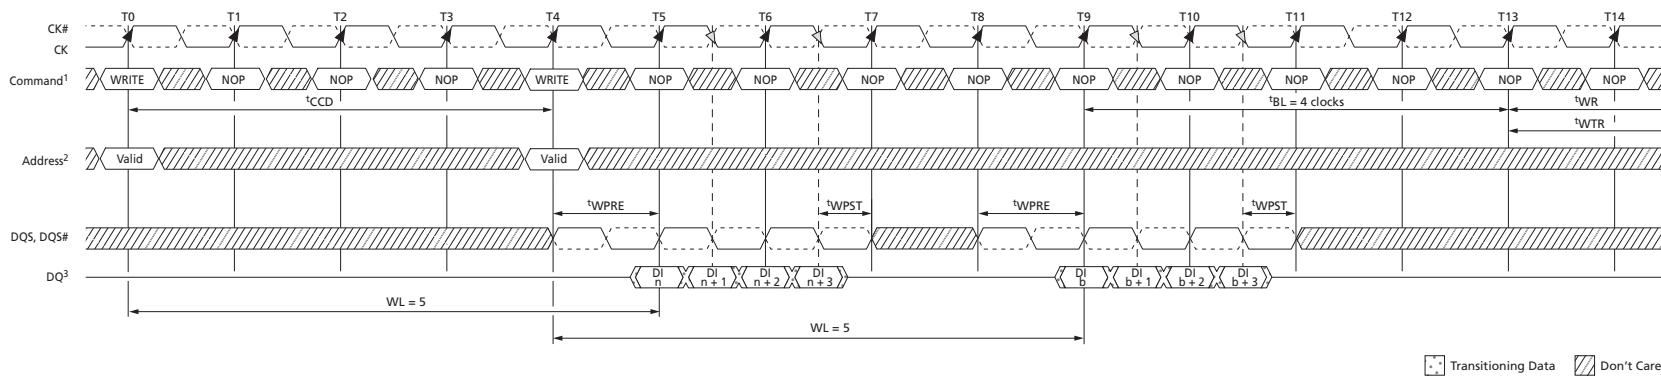 T0 T1 T2 T3 T4 T5 T6 T7 T8 T9 T10 T11 T12 T13 T14
CK#
CK
Command¹ WRITE NOP NOP NOP WRITE NOP NOP NOP NOP NOP NOP NOP NOP NOP NOP
ᵗCCD ᵗBL = 4 clocks ᵗWR
ᵗWTR
Address² Valid Valid
ᵗWPRE ᵗWPST ᵗWPRE ᵗWPST
DQS, DQS#
DQ³ DI n DI n + 1 DI n + 2 DI n + 3 DI b DI b + 1 DI b + 2 DI b + 3
WL = 5
WL = 5
Transitioning Data Don't Care